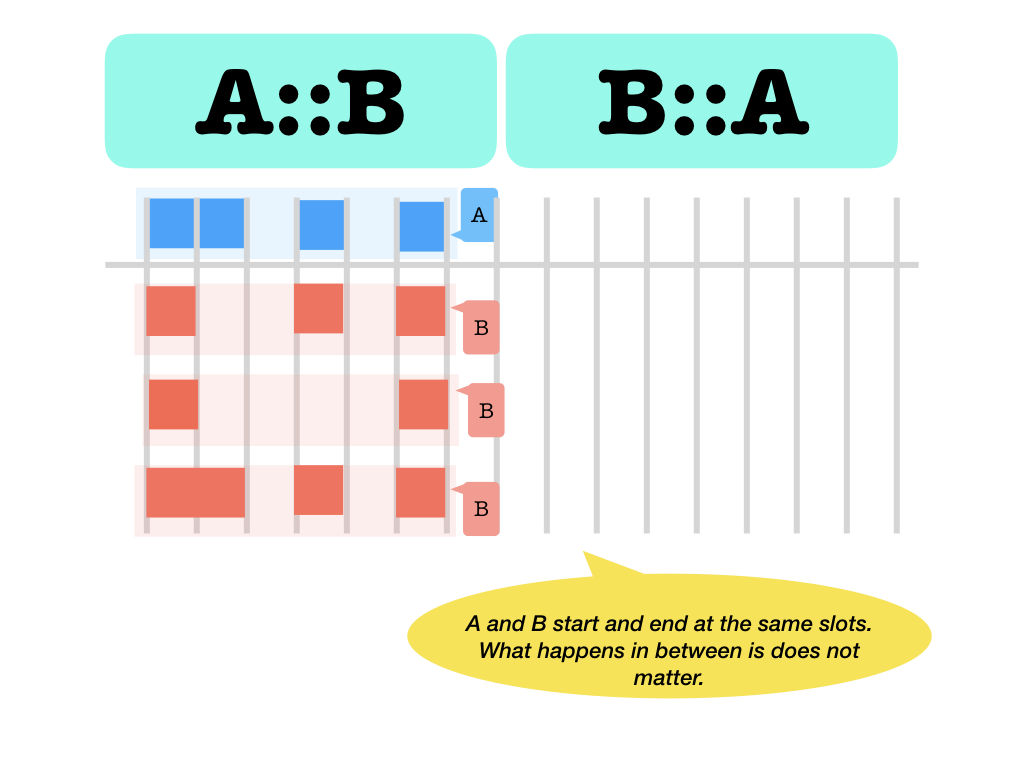 A::B
B::A
A
B
B
B
A and B start and end at the same slots.
What happens in between is does not
matter.